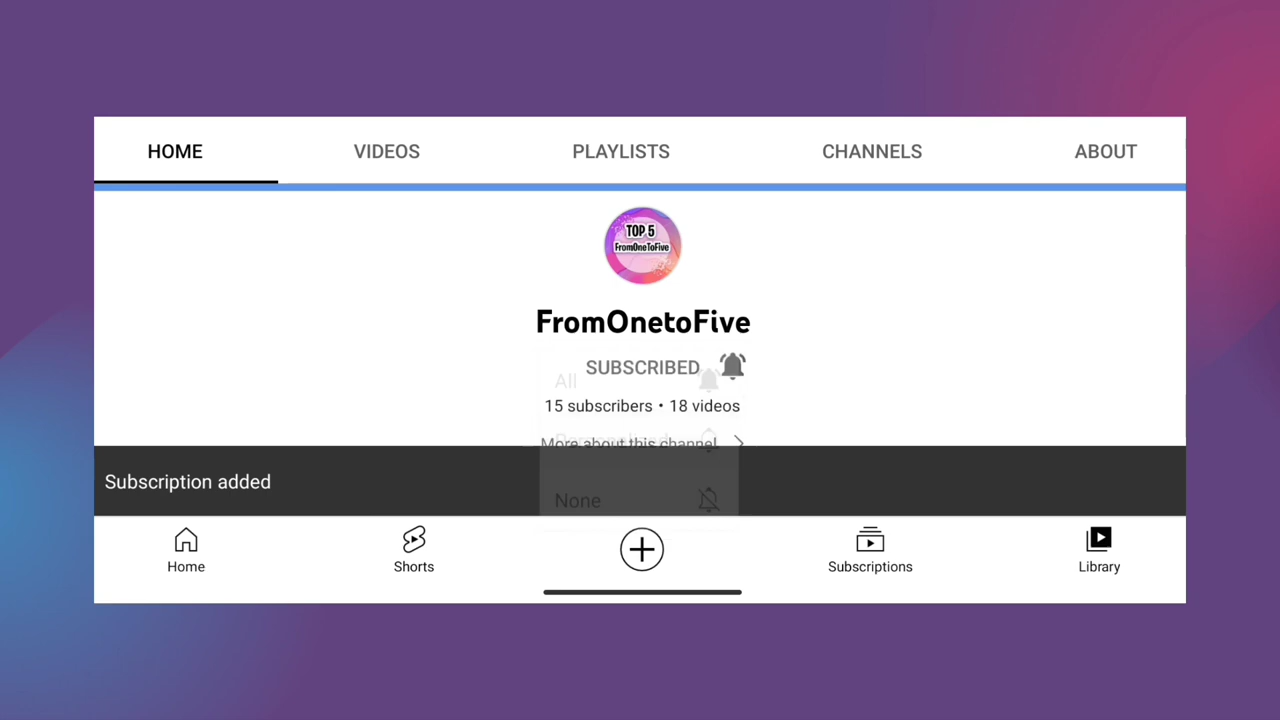 HOME VIDEOS PLAYLISTS CHANNELS ABOUT
TOP 5
FromOneToFive
FromOnetoFive
SUBSCRIBED
All
15 subscribers • 18 videos
Personalized
More about this channel
Subscription added
None
Home Shorts Subscriptions Library